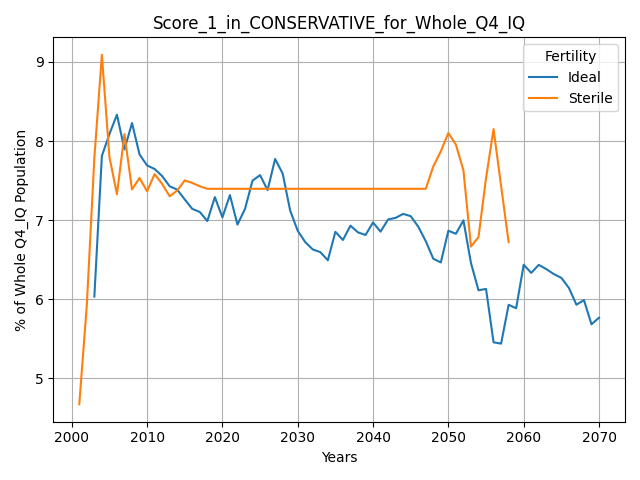 Score_1_in_CONSERVATIVE_for_Whole_Q4_IQ
Fertility
Ideal
Sterile
% of Whole Q4_IQ Population
9
8
7
6
5
2000 2010 2020 2030 2040 2050 2060 2070
Years